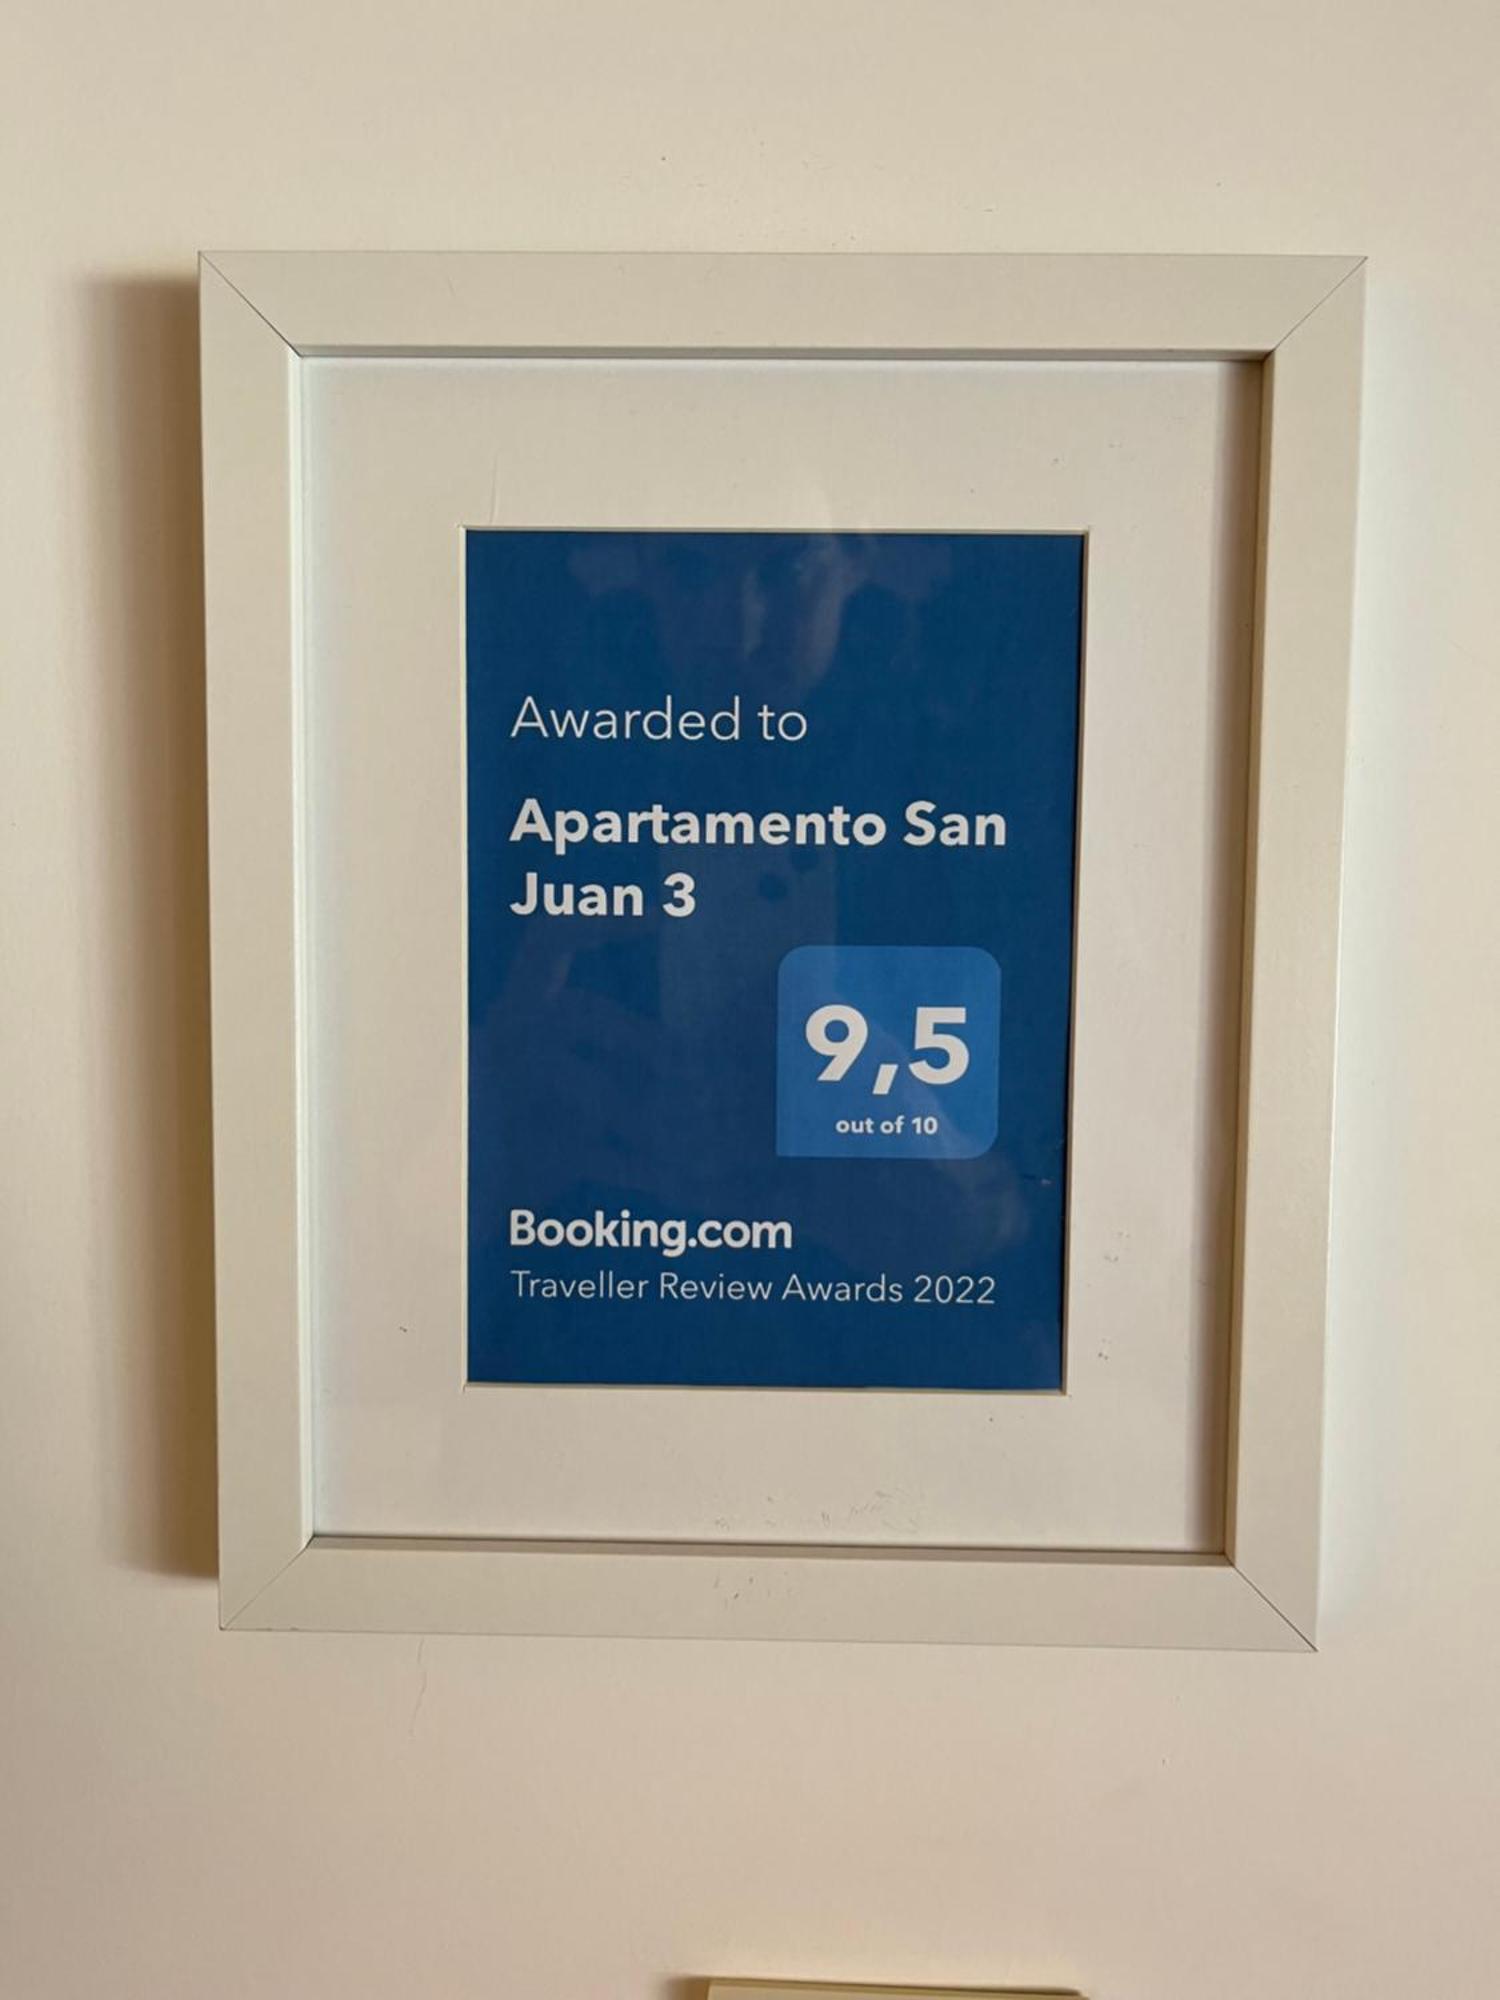 Awarded to
Apartamento San
Juan 3
9,5
out of 10
Booking.com
Traveller Review Awards 2022